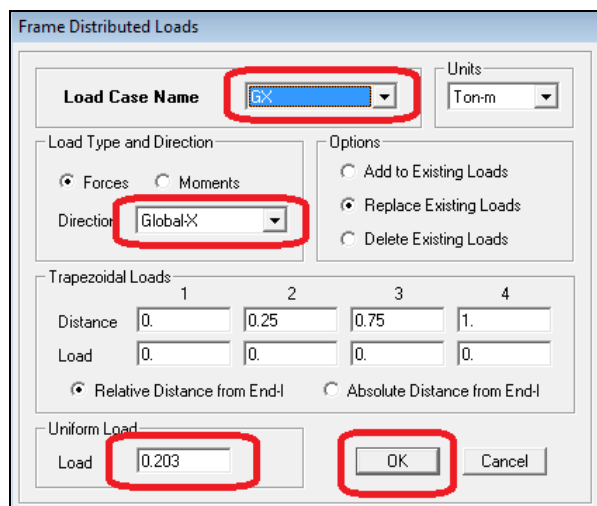 Frame Distributed Loads
Units
Load Case Name GX Ton-m
Load Type and Direction
Options
Forces Moments
Add to Existing Loads
Direction Global-X
Replace Existing Loads
Delete Existing Loads
Trapezoidal Loads
1 2 3 4
Distance 0. 0.25 0.75 1.
Load 0. 0. 0. 0.
Relative Distance from End-I Absolute Distance from End-I
Uniform Load
Load 0.203 OK Cancel